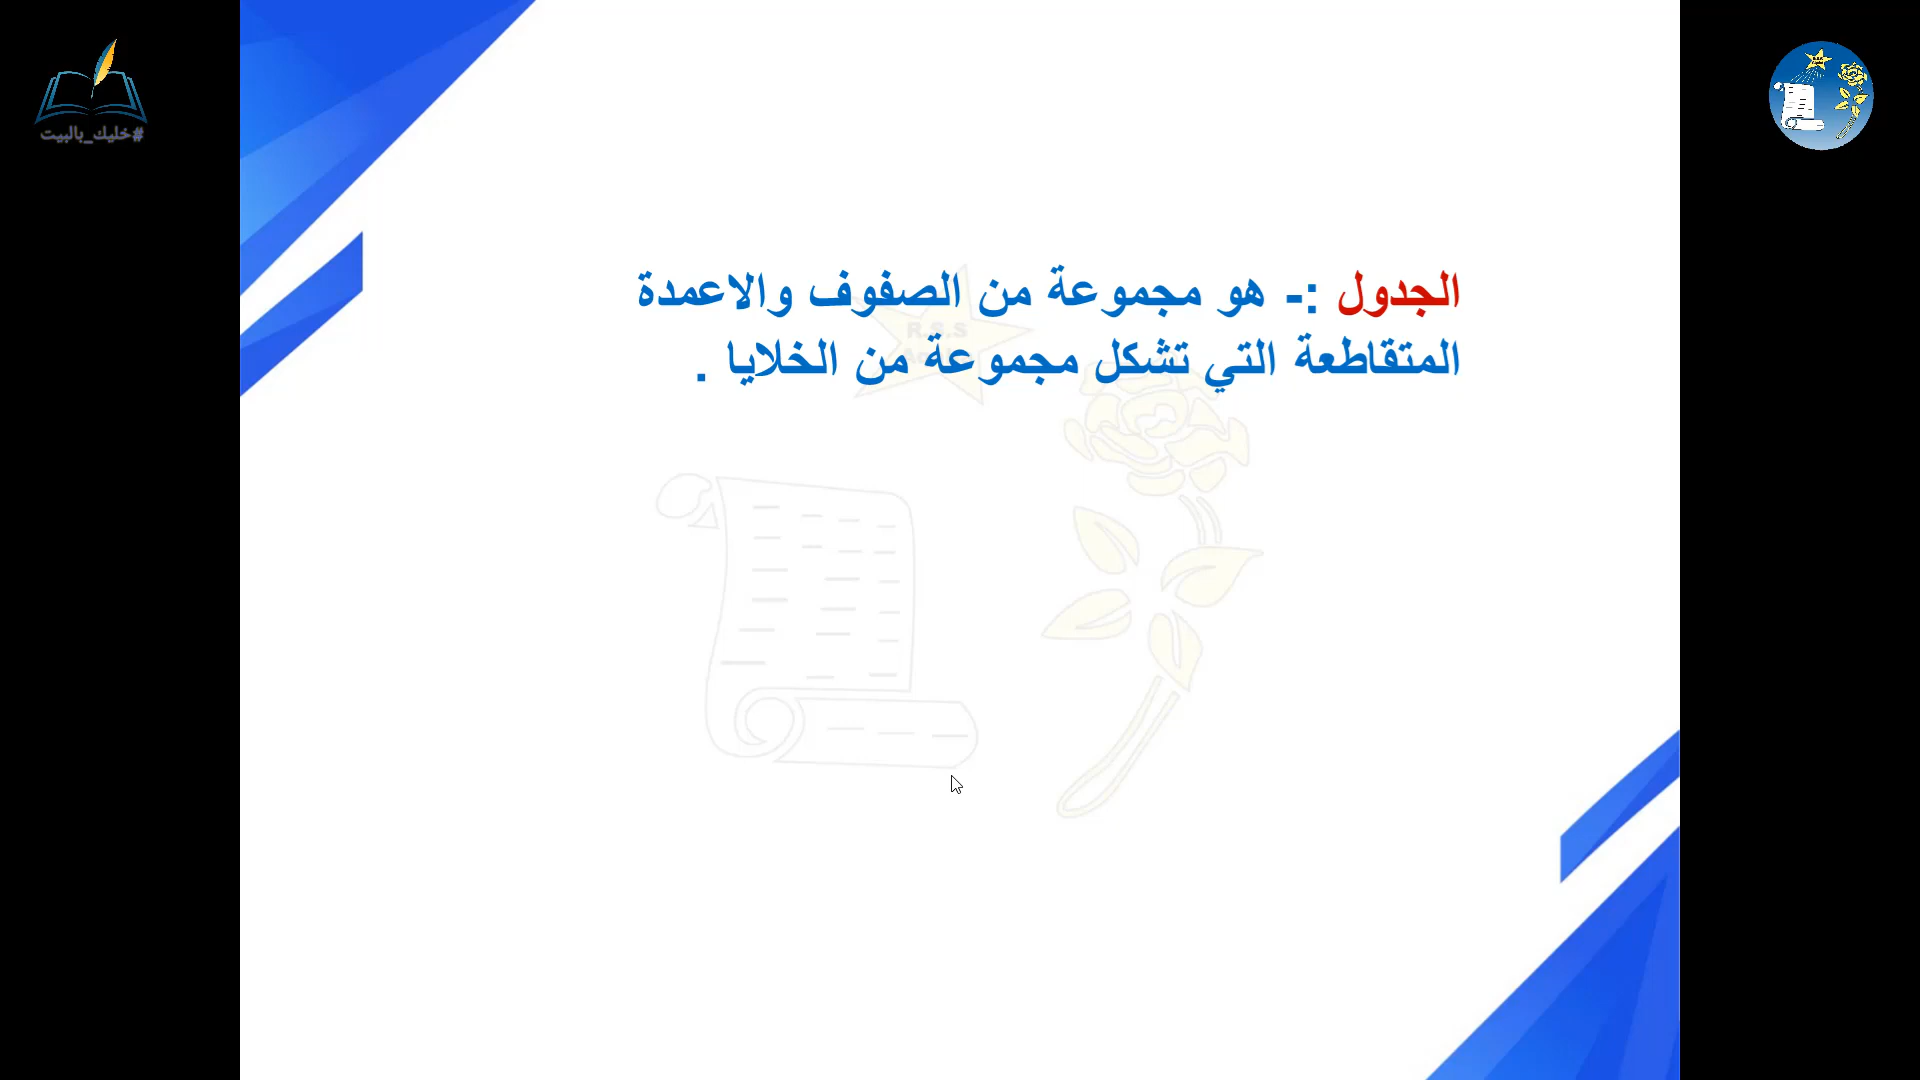 #خليك_بالبيت
الجدول :- هو مجموعة من الصفوف والاعمدة
المتقاطعة التي تشكل مجموعة من الخلايا .
R.S.S